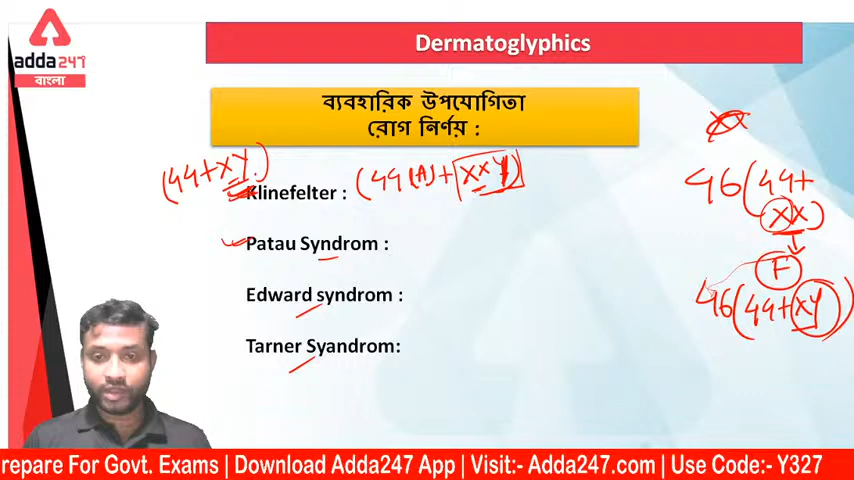 Dermatoglyphics
adda247
বাংলা
ব্যবহারিক উপযোগিতা
রোগ নির্ণয় :
(44+XY)
Klinefelter : (44(A)+XXY)
46(44+
XX)
Patau Syndrom :
F
Edward syndrom :
46(44+XY)
Tarner Syandrom:
repare For Govt. Exams | Download Adda247 App | Visit:- Adda247.com | Use Code:- Y327